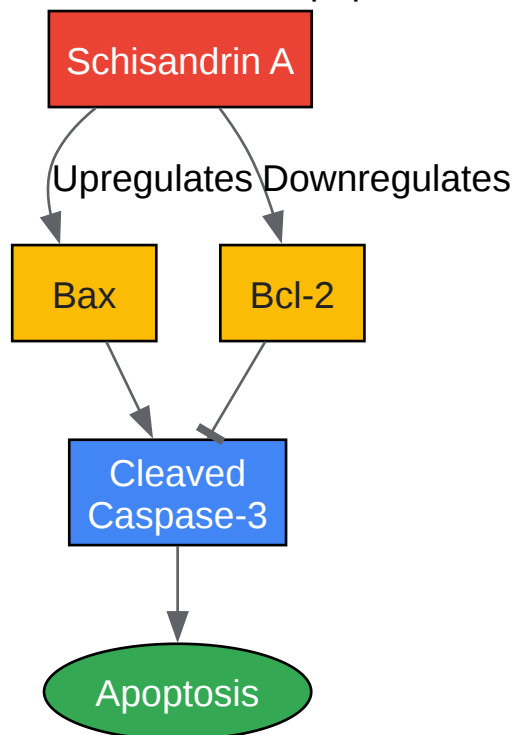 Schisandrin A
Upregulates Downregulates
Bax
Bcl-2
Cleaved
Caspase-3
Apoptosis